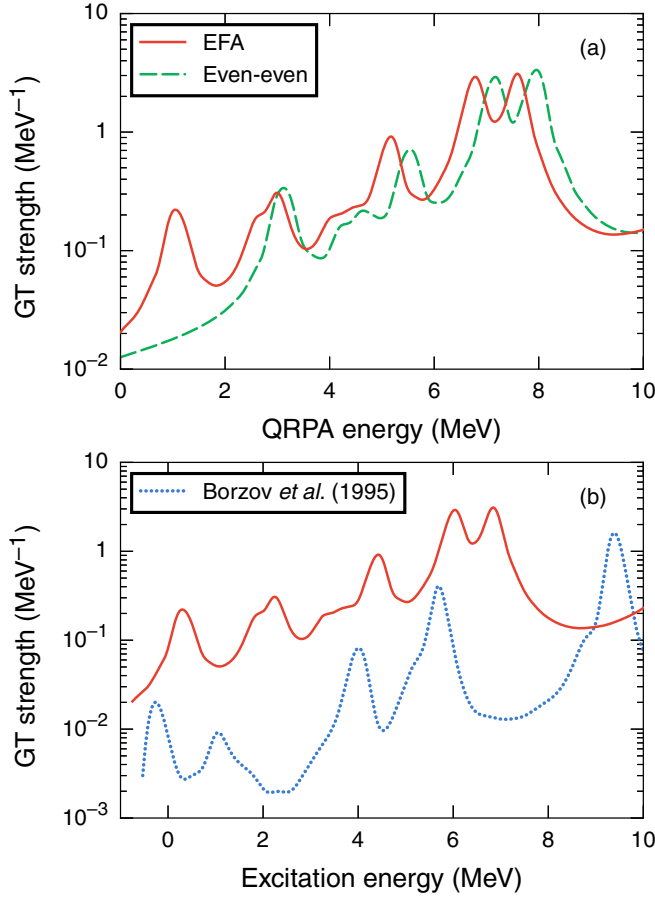 EFA
Even-even
(a)
10
1
10⁻¹
10⁻²
GT strength (MeV⁻¹)
0 2 4 6 8 10
QRPA energy (MeV)
Borzov et al. (1995)
(b)
10
1
10⁻¹
10⁻²
10⁻³
GT strength (MeV⁻¹)
0 2 4 6 8 10
Excitation energy (MeV)